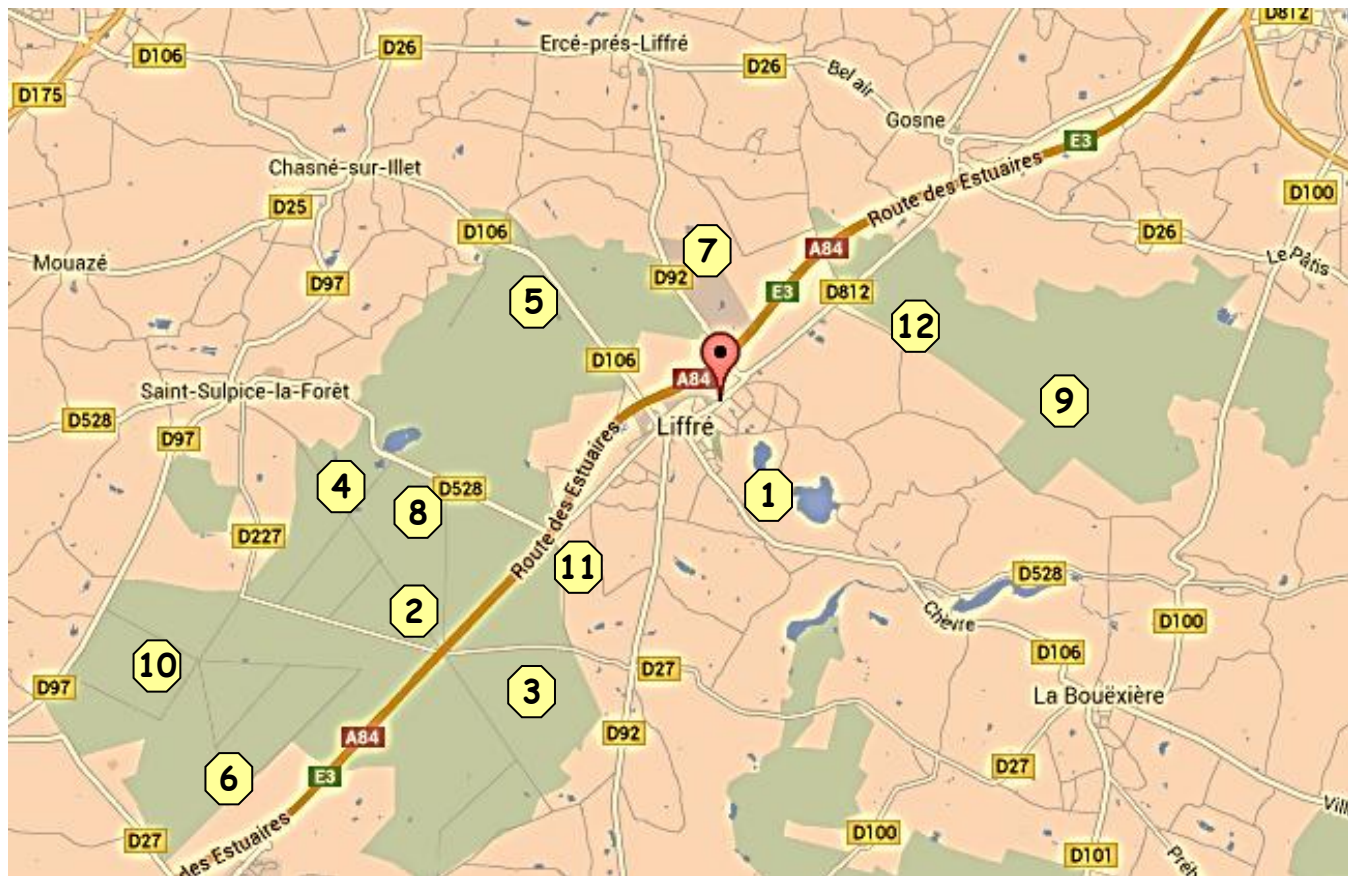 D812
D106
D26
Ercé-prés-Liffré
D26
Bel air
D175
Gosne
E3
Chasné-sur-Illet
Route des Estuaires
D100
D25
D106
7
A84
D26
Mouazé
Le Pâtis
D97
D92
E3
D812
5
12
D106
A84
Saint-Sulpice-la-Forêt
9
D528
Liffré
D97
Route des Estuaires
4
D528
1
8
D227
11
D528
2
Chèvre
D100
10
D27
D106
D97
3
La Bouëxière
A84
D92
6
E3
D27
Vill
D27
des Estuaires
D100
D101
Préh